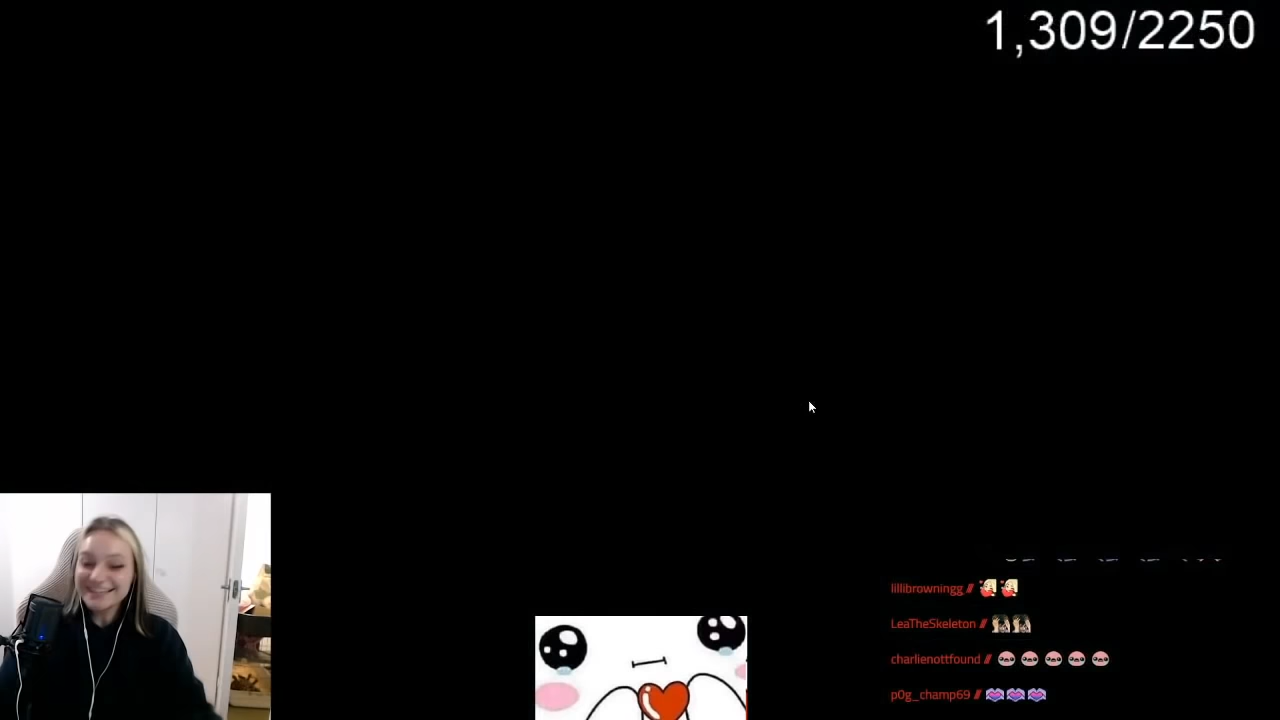 1,309/2250
lillibrowningg //
LeaTheSkeleton //
charlienottfound //
p0g_champ69 //